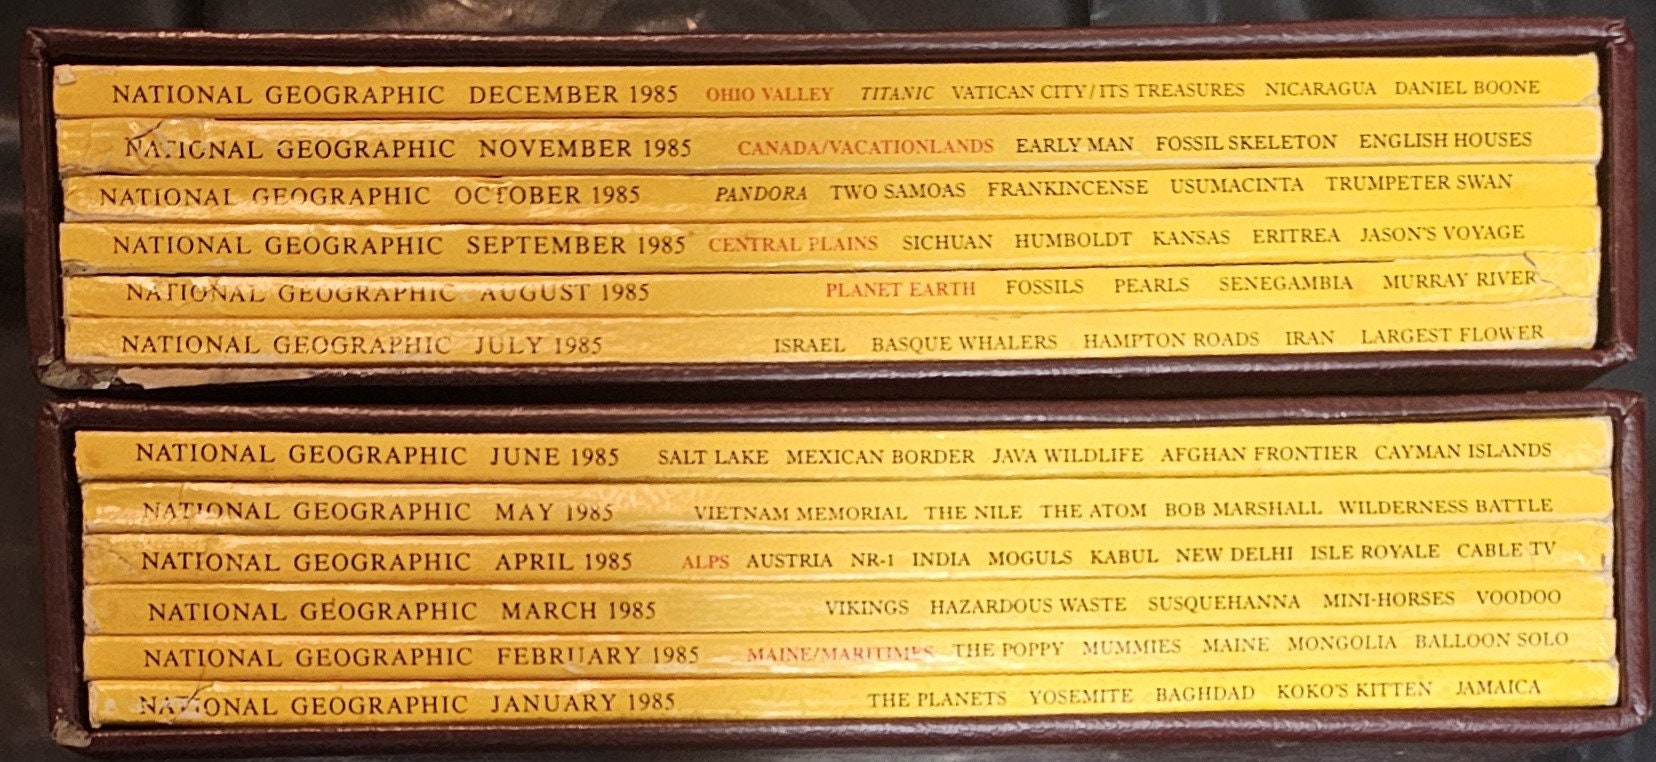 NATIONAL GEOGRAPHIC DECEMBER 1985 OHIO VALLEY TITANIC VATICAN CITY/ITS TREASURES NICARAGUA DANIEL BOONE
NATIONAL GEOGRAPHIC NOVEMBER 1985 CANADA/VACATIONLANDS EARLY MAN FOSSIL SKELETON ENGLISH HOUSES
NATIONAL GEOGRAPHIC OCTOBER 1985 PANDORA TWO SAMOAS FRANKINCENSE USUMACINTA TRUMPETER SWAN
NATIONAL GEOGRAPHIC SEPTEMBER 1985 CENTRAL PLAINS SICHUAN HUMBOLDT KANSAS ERITREA JASON'S VOYAGE
NATIONAL GEOGRAPHIC AUGUST 1985 PLANET EARTH FOSSILS PEARLS SENEGAMBIA MURRAY RIVER
NATIONAL GEOGRAPHIC JULY 1985 ISRAEL BASQUE WHALERS HAMPTON ROADS IRAN LARGEST FLOWER
NATIONAL GEOGRAPHIC JUNE 1985 SALT LAKE MEXICAN BORDER JAVA WILDLIFE AFGHAN FRONTIER CAYMAN ISLANDS
NATIONAL GEOGRAPHIC MAY 1985 VIETNAM MEMORIAL THE NILE THE ATOM BOB MARSHALL WILDERNESS BATTLE
NATIONAL GEOGRAPHIC APRIL 1985 ALPS AUSTRIA NR-1 INDIA MOGULS KABUL NEW DELHI ISLE ROYALE CABLE TV
NATIONAL GEOGRAPHIC MARCH 1985 VIKINGS HAZARDOUS WASTE SUSQUEHANNA MINI-HORSES VOODOO
NATIONAL GEOGRAPHIC FEBRUARY 1985 MAINE/MARITIMES THE POPPY MUMMIES MAINE MONGOLIA BALLOON SOLO
NATIONAL GEOGRAPHIC JANUARY 1985 THE PLANETS YOSEMITE BAGHDAD KOKO'S KITTEN JAMAICA